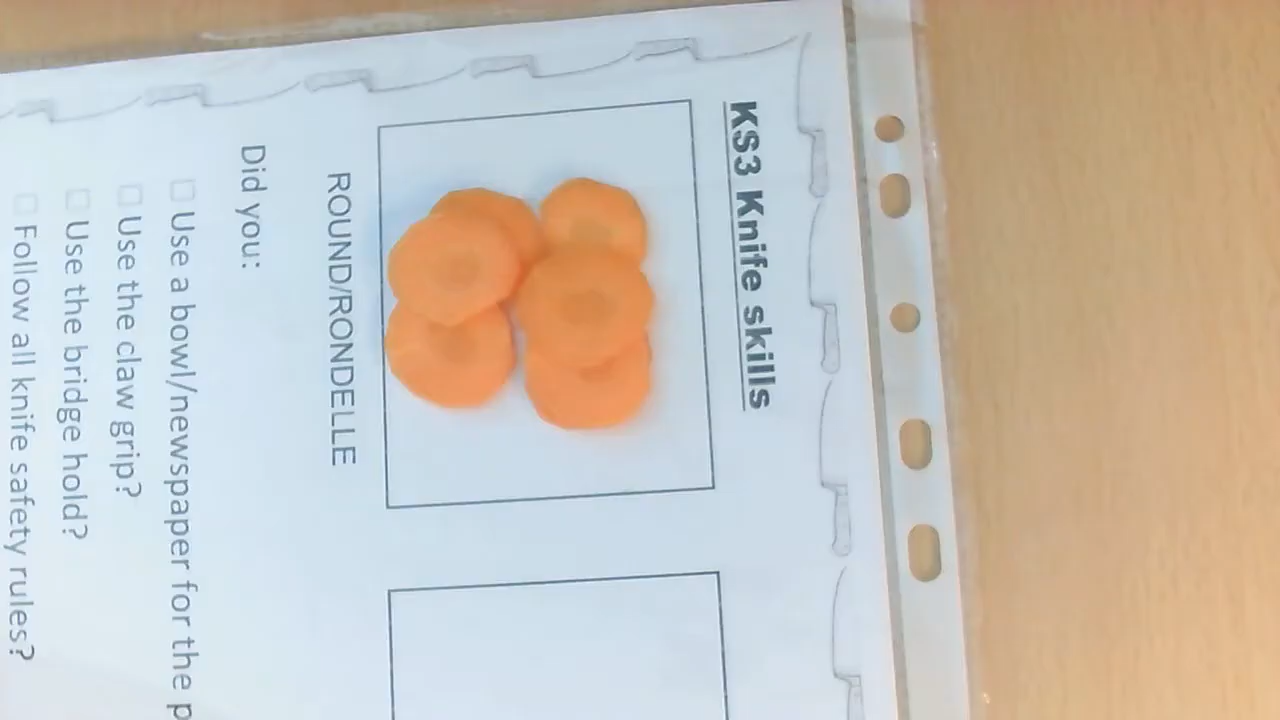 KS3 Knife skills
ROUND/RONDELLE
Did you:
Use a bowl/newspaper for the
Use the claw grip?
Use the bridge hold?
Follow all knife safety rules?